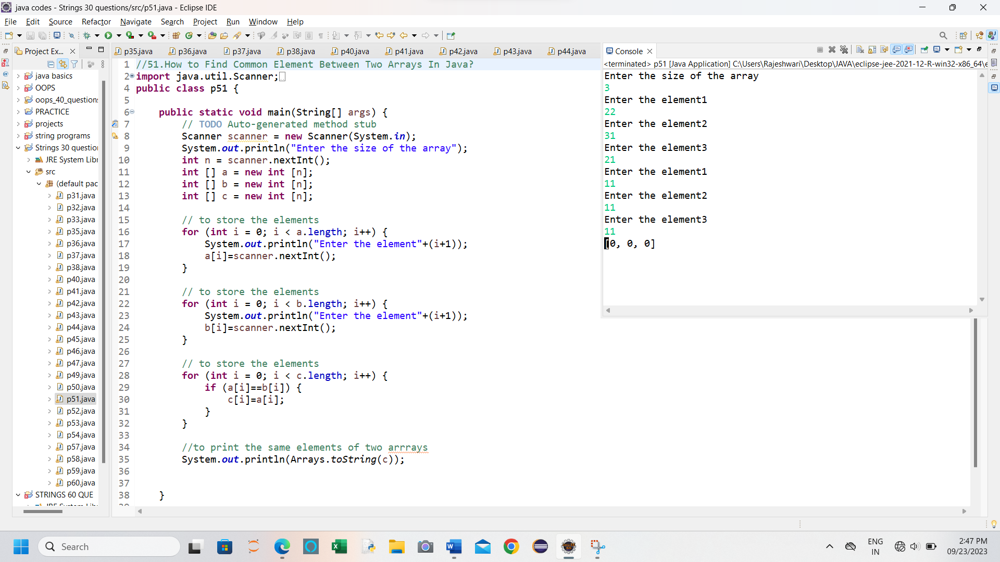 java codes - Strings 30 questions/src/p51.java - Eclipse IDE
File Edit Source Refactor Navigate Search Project Run Window Help
Project Ex...
java basics
OOPS
oops_40_questions
PRACTICE
projects
string programs
Strings 30 questior
JRE System Libr
src
(default pac
p31.java
p32.java
p33.java
p35.java
p36.java
p37.java
p38.java
p40.java
p41.java
p42.java
p43.java
p44.java
p45.java
p46.java
p47.java
p49.java
p50.java
p51.java
p52.java
p53.java
p54.java
p57.java
p58.java
p59.java
p60.java
STRINGS 60 QUE
p35.java p36.java p37.java p38.java p40.java p41.java p42.java p43.java p44.java
1 //51.How to Find Common Element Between Two Arrays In Java?
2 import java.util.Scanner;
4 public class p51 {
5
6 public static void main(String[] args) {
7 // TODO Auto-generated method stub
8 Scanner scanner = new Scanner(System.in);
9 System.out.println("Enter the size of the array");
10 int n = scanner.nextInt();
11 int [] a = new int [n];
12 int [] b = new int [n];
13 int [] c = new int [n];
14
15 // to store the elements
16 for (int i = 0; i < a.length; i++) {
17 System.out.println("Enter the element"+(i+1));
18 a[i]=scanner.nextInt();
19 }
20
21 // to store the elements
22 for (int i = 0; i < b.length; i++) {
23 System.out.println("Enter the element"+(i+1));
24 b[i]=scanner.nextInt();
25 }
26
27 // to store the elements
28 for (int i = 0; i < c.length; i++) {
29 if (a[i]==b[i]) {
30 c[i]=a[i];
31 }
32 }
33
34 //to print the same elements of two arrrays
35 System.out.println(Arrays.toString(c));
36
37
38 }
Console
<terminated> p51 [Java Application] C:\Users\Rajeshwari\Desktop\JAVA\eclipse-jee-2021-12-R-win32-x86_64\e
Enter the size of the array
3
Enter the element1
22
Enter the element2
31
Enter the element3
21
Enter the element1
11
Enter the element2
11
Enter the element3
11
[0, 0, 0]
Search
ENG
IN
2:47 PM
09/23/2023